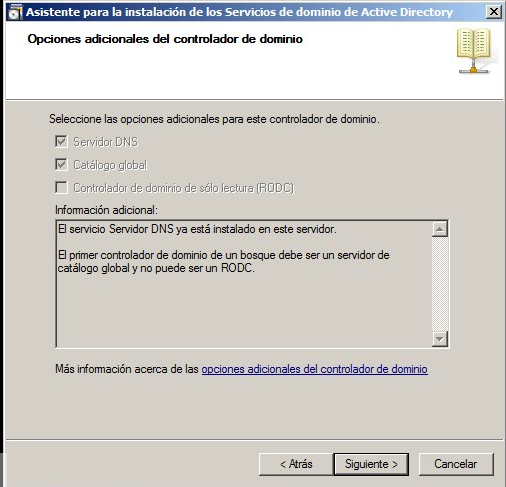 Asistente para la instalación de los Servicios de dominio de Active Directory
Opciones adicionales del controlador de dominio
Seleccione las opciones adicionales para este controlador de dominio.
Servidor DNS
Catálogo global
Controlador de dominio de sólo lectura (RODC)
Información adicional:
El servicio Servidor DNS ya está instalado en este servidor.
El primer controlador de dominio de un bosque debe ser un servidor de
catálogo global y no puede ser un RODC.
Más información acerca de las opciones adicionales del controlador de dominio
< Atrás Siguiente > Cancelar